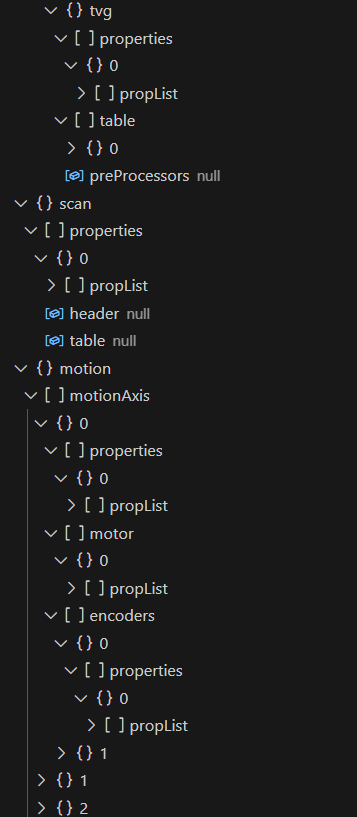 {} tvg
[ ] properties
{} 0
[ ] propList
[ ] table
{} 0
preProcessors null
{} scan
[ ] properties
{} 0
[ ] propList
header null
table null
{} motion
[ ] motionAxis
{} 0
[ ] properties
{} 0
[ ] propList
[ ] motor
{} 0
[ ] propList
[ ] encoders
{} 0
[ ] properties
{} 0
[ ] propList
{} 1
{} 1
{} 2